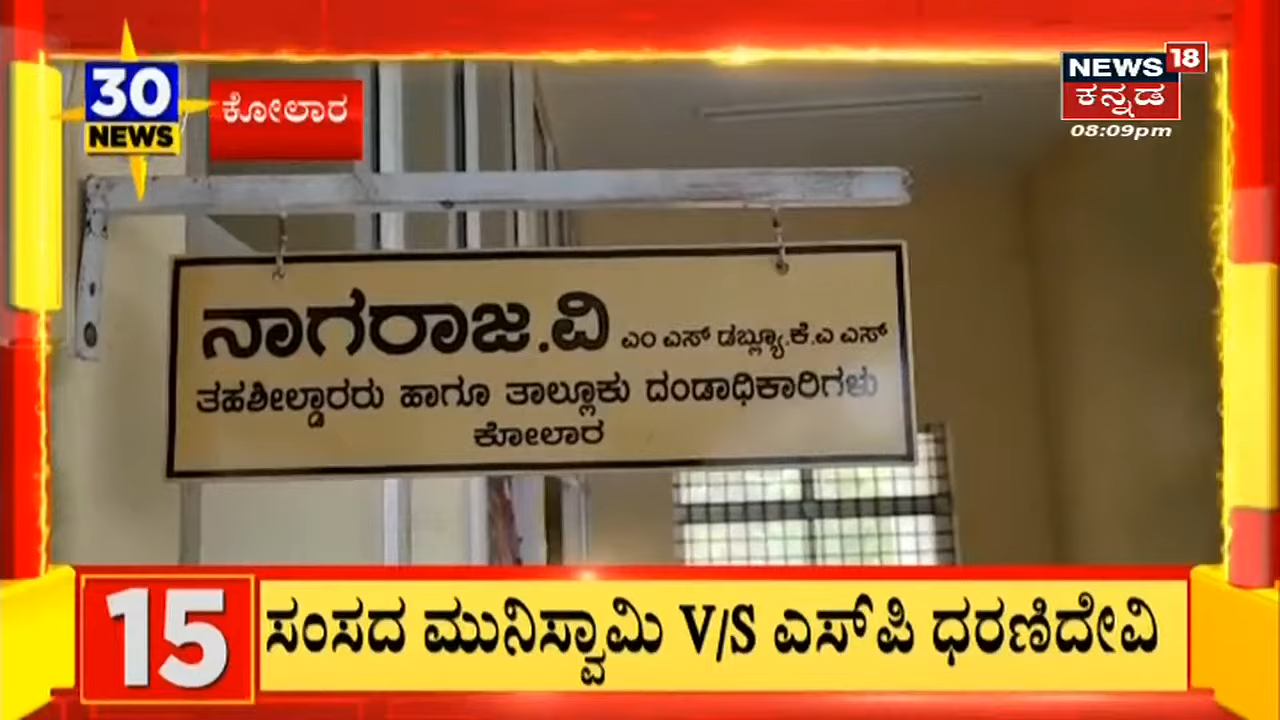 30
NEWS
ಕೋಲಾರ
NEWS 18
ಕನ್ನಡ
08:09pm
ನಾಗರಾಜ.ವಿ ಎಂ ಎಸ್ ಡಬ್ಲ್ಯೂ.ಕೆ.ಎ ಎಸ್
ತಹಶೀಲ್ದಾರರು ಹಾಗೂ ತಾಲ್ಲೂಕು ದಂಡಾಧಿಕಾರಿಗಳು
ಕೋಲಾರ
15 ಸಂಸದ ಮುನಿಸ್ವಾಮಿ V/S ಎಸ್‌ಪಿ ಧರಣಿದೇವಿ